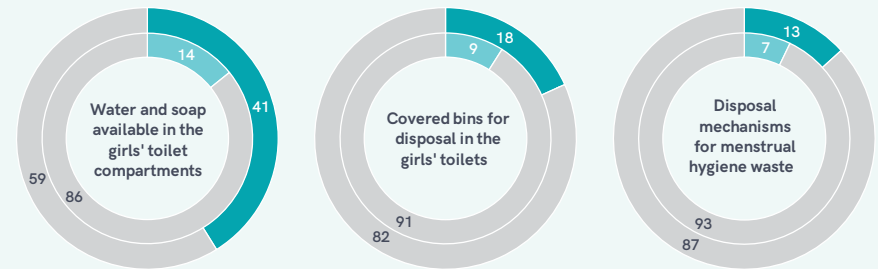 14
41
Water and soap
available in the
girls' toilet
compartments
59
86
18
9
Covered bins for
disposal in the
girls' toilets
91
82
13
7
Disposal
mechanisms
for menstrual
hygiene waste
93
87